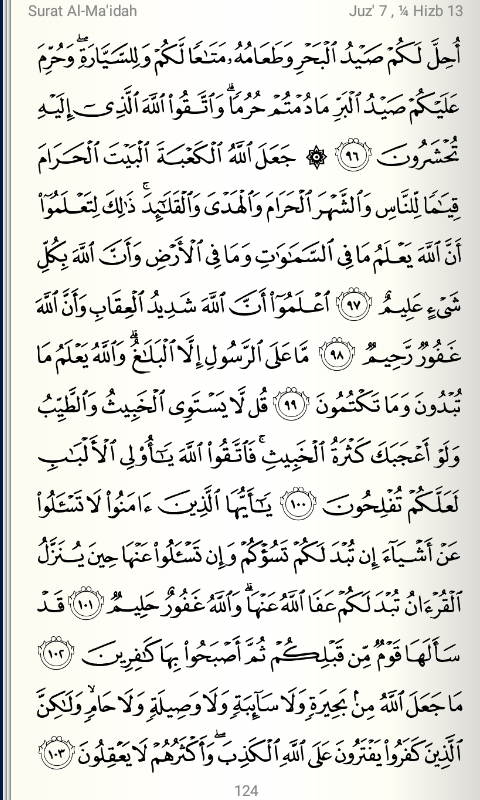 Surat Al-Ma'idah
Juz' 7 , ¼ Hizb 13
أُحِلَّ لَكُمْ صَيْدُ ٱلْبَحْرِ وَطَعَامُهُۥ مَتَـٰعًا لَّكُمْ وَلِلسَّيَّارَةِ ۖ وَحُرِّمَ
عَلَيْكُمْ صَيْدُ ٱلْبَرِّ مَا دُمْتُمْ حُرُمًا ۗ وَٱتَّقُوا۟ ٱللَّهَ ٱلَّذِىٓ إِلَيْهِ
تُحْشَرُونَ ٩٦ ۞ جَعَلَ ٱللَّهُ ٱلْكَعْبَةَ ٱلْبَيْتَ ٱلْحَرَامَ
قِيَـٰمًا لِّلنَّاسِ وَٱلشَّهْرَ ٱلْحَرَامَ وَٱلْهَدْىَ وَٱلْقَلَـٰٓئِدَ ۚ ذَٰلِكَ لِتَعْلَمُوٓا۟
أَنَّ ٱللَّهَ يَعْلَمُ مَا فِى ٱلسَّمَـٰوَٰتِ وَمَا فِى ٱلْأَرْضِ وَأَنَّ ٱللَّهَ بِكُلِّ
شَىْءٍ عَلِيمٌ ٩٧ ٱعْلَمُوٓا۟ أَنَّ ٱللَّهَ شَدِيدُ ٱلْعِقَابِ وَأَنَّ ٱللَّهَ
غَفُورٌ رَّحِيمٌ ٩٨ مَّا عَلَى ٱلرَّسُولِ إِلَّا ٱلْبَلَـٰغُ ۗ وَٱللَّهُ يَعْلَمُ مَا
تُبْدُونَ وَمَا تَكْتُمُونَ ٩٩ قُل لَّا يَسْتَوِى ٱلْخَبِيثُ وَٱلطَّيِّبُ
وَلَوْ أَعْجَبَكَ كَثْرَةُ ٱلْخَبِيثِ ۚ فَٱتَّقُوا۟ ٱللَّهَ يَـٰٓأُو۟لِى ٱلْأَلْبَـٰبِ
لَعَلَّكُمْ تُفْلِحُونَ ١٠٠ يَـٰٓأَيُّهَا ٱلَّذِينَ ءَامَنُوا۟ لَا تَسْـَٔلُوا۟
عَنْ أَشْيَآءَ إِن تُبْدَ لَكُمْ تَسُؤْكُمْ وَإِن تَسْـَٔلُوا۟ عَنْهَا حِينَ يُنَزَّلُ
ٱلْقُرْءَانُ تُبْدَ لَكُمْ عَفَا ٱللَّهُ عَنْهَا ۗ وَٱللَّهُ غَفُورٌ حَلِيمٌ ١٠١ قَدْ
سَأَلَهَا قَوْمٌ مِّن قَبْلِكُمْ ثُمَّ أَصْبَحُوا۟ بِهَا كَـٰفِرِينَ ١٠٢
مَا جَعَلَ ٱللَّهُ مِنۢ بَحِيرَةٍ وَلَا سَآئِبَةٍ وَلَا وَصِيلَةٍ وَلَا حَامٍ ۙ وَلَـٰكِنَّ
ٱلَّذِينَ كَفَرُوا۟ يَفْتَرُونَ عَلَى ٱللَّهِ ٱلْكَذِبَ ۖ وَأَكْثَرُهُمْ لَا يَعْقِلُونَ ١٠٣
124